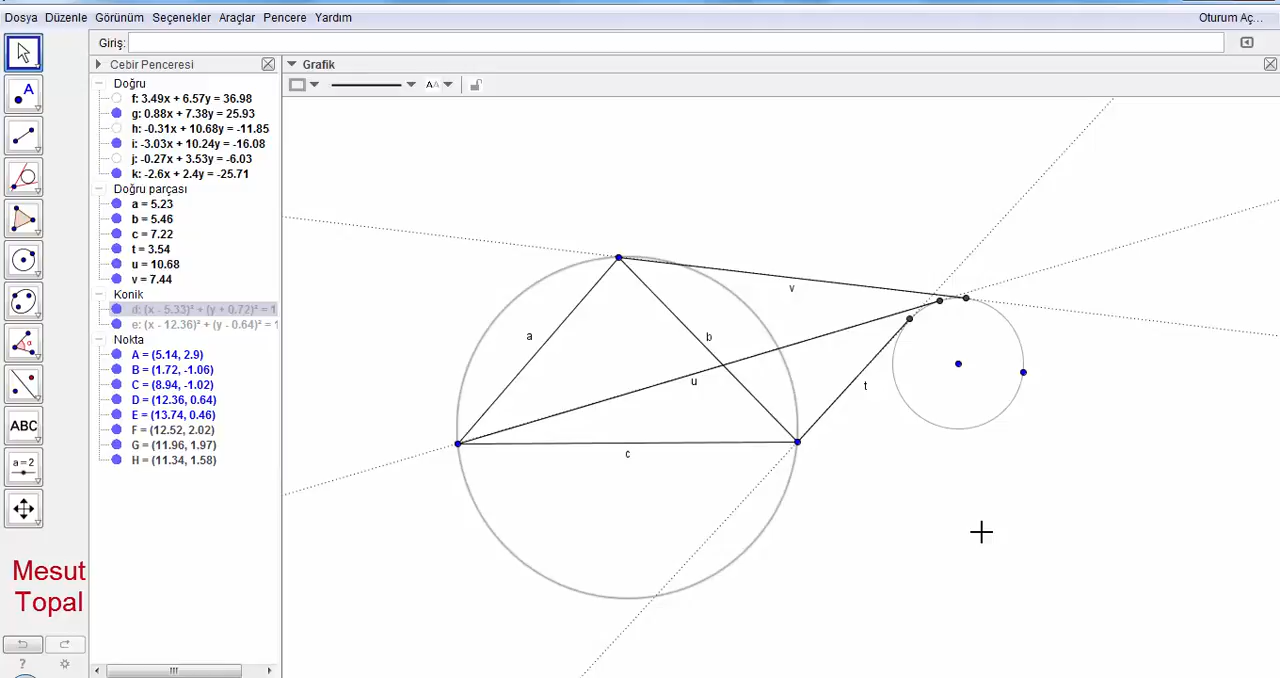 Dosya Düzenle Görünüm Seçenekler Araçlar Pencere Yardım Oturum Aç...
Giriş:
Cebir Penceresi
Grafik
Doğru
f: 3.49x + 6.57y = 36.98
g: 0.88x + 7.38y = 25.93
h: -0.31x + 10.68y = -11.85
i: -3.03x + 10.24y = -16.08
j: -0.27x + 3.53y = -6.03
k: -2.6x + 2.4y = -25.71
Doğru parçası
a = 5.23
b = 5.46
c = 7.22
t = 3.54
u = 10.68
v = 7.44
Konik
d: (x - 5.33)² + (y + 0.72)² = 1
e: (x - 12.36)² + (y - 0.64)² = 1
Nokta
A = (5.14, 2.9)
B = (1.72, -1.06)
C = (8.94, -1.02)
D = (12.36, 0.64)
E = (13.74, 0.46)
F = (12.52, 2.02)
G = (11.96, 1.97)
H = (11.34, 1.58)
A
α
ABC
a=2
Mesut
Topal
?
AA
v
a
b
u
t
c